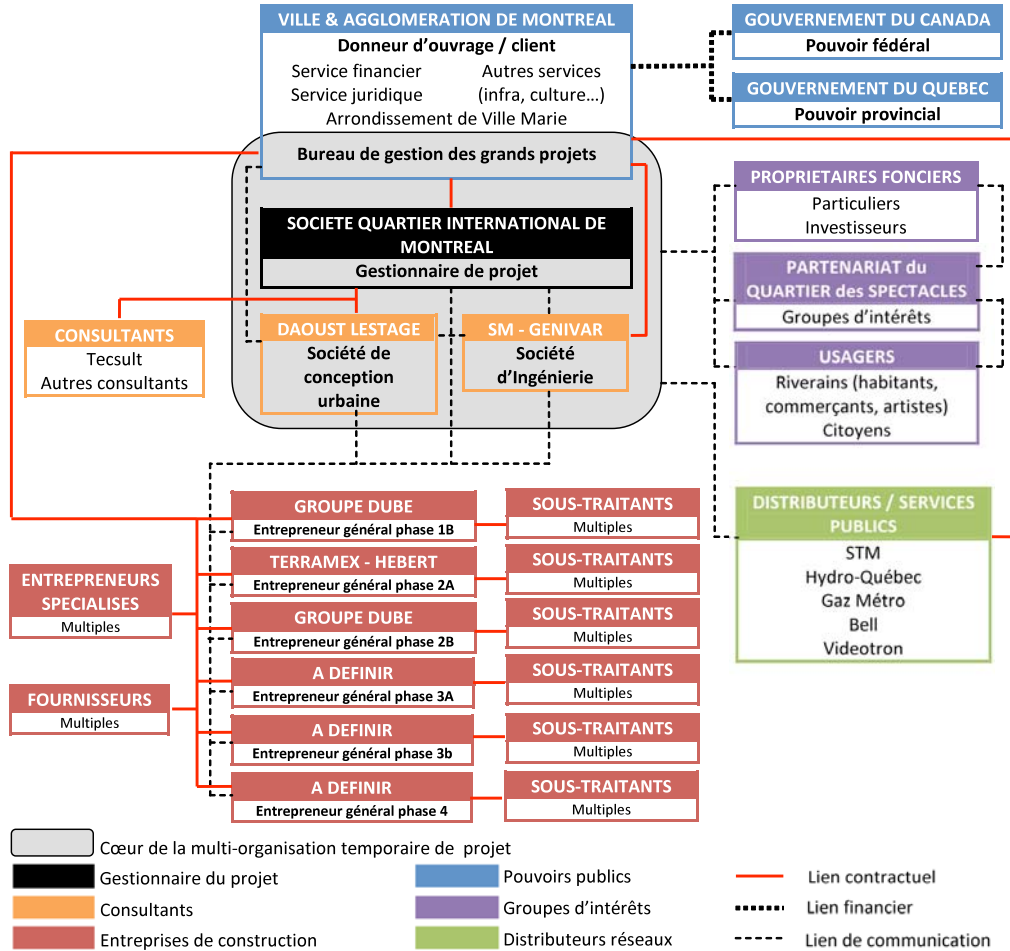 VILLE & AGGLOMERATION DE MONTREAL
Donneur d'ouvrage / client
Service financier
Autres services
Service juridique
(infra, culture...)
Arrondissement de Ville Marie
Bureau de gestion des grands projets
GOUVERNEMENT DU CANADA
Pouvoir fédéral
GOUVERNEMENT DU QUEBEC
Pouvoir provincial
SOCIETE QUARTIER INTERNATIONAL DE
MONTREAL
Gestionnaire de projet
PROPRIETAIRES FONCIERS
Particuliers
Investisseurs
PARTENARIAT du
QUARTIER des SPECTACLES
Groupes d'intérêts
USAGERS
Riverains (habitants,
commerçants, artistes)
Citoyens
CONSULTANTS
Tecsult
Autres consultants
DAOUST LESTAGE
Société de
conception
urbaine
SM - GENIVAR
Société
d'Ingénierie
DISTRIBUTEURS / SERVICES
PUBLICS
STM
Hydro-Québec
Gaz Métro
Bell
Videotron
ENTREPRENEURS
SPECIALISES
Multiples
FOURNISSEURS
Multiples
GROUPE DUBE
Entrepreneur général phase 1B
SOUS-TRAITANTS
Multiples
TERRAMEX - HEBERT
Entrepreneur général phase 2A
SOUS-TRAITANTS
Multiples
GROUPE DUBE
Entrepreneur général phase 2B
SOUS-TRAITANTS
Multiples
A DEFINIR
Entrepreneur général phase 3A
SOUS-TRAITANTS
Multiples
A DEFINIR
Entrepreneur général phase 3b
SOUS-TRAITANTS
Multiples
A DEFINIR
Entrepreneur général phase 4
SOUS-TRAITANTS
Multiples
Cœur de la multi-organisation temporaire de projet
Gestionnaire du projet
Consultants
Entreprises de construction
Pouvoirs publics
Groupes d'intérêts
Distributeurs réseaux
Lien contractuel
Lien financier
Lien de communication